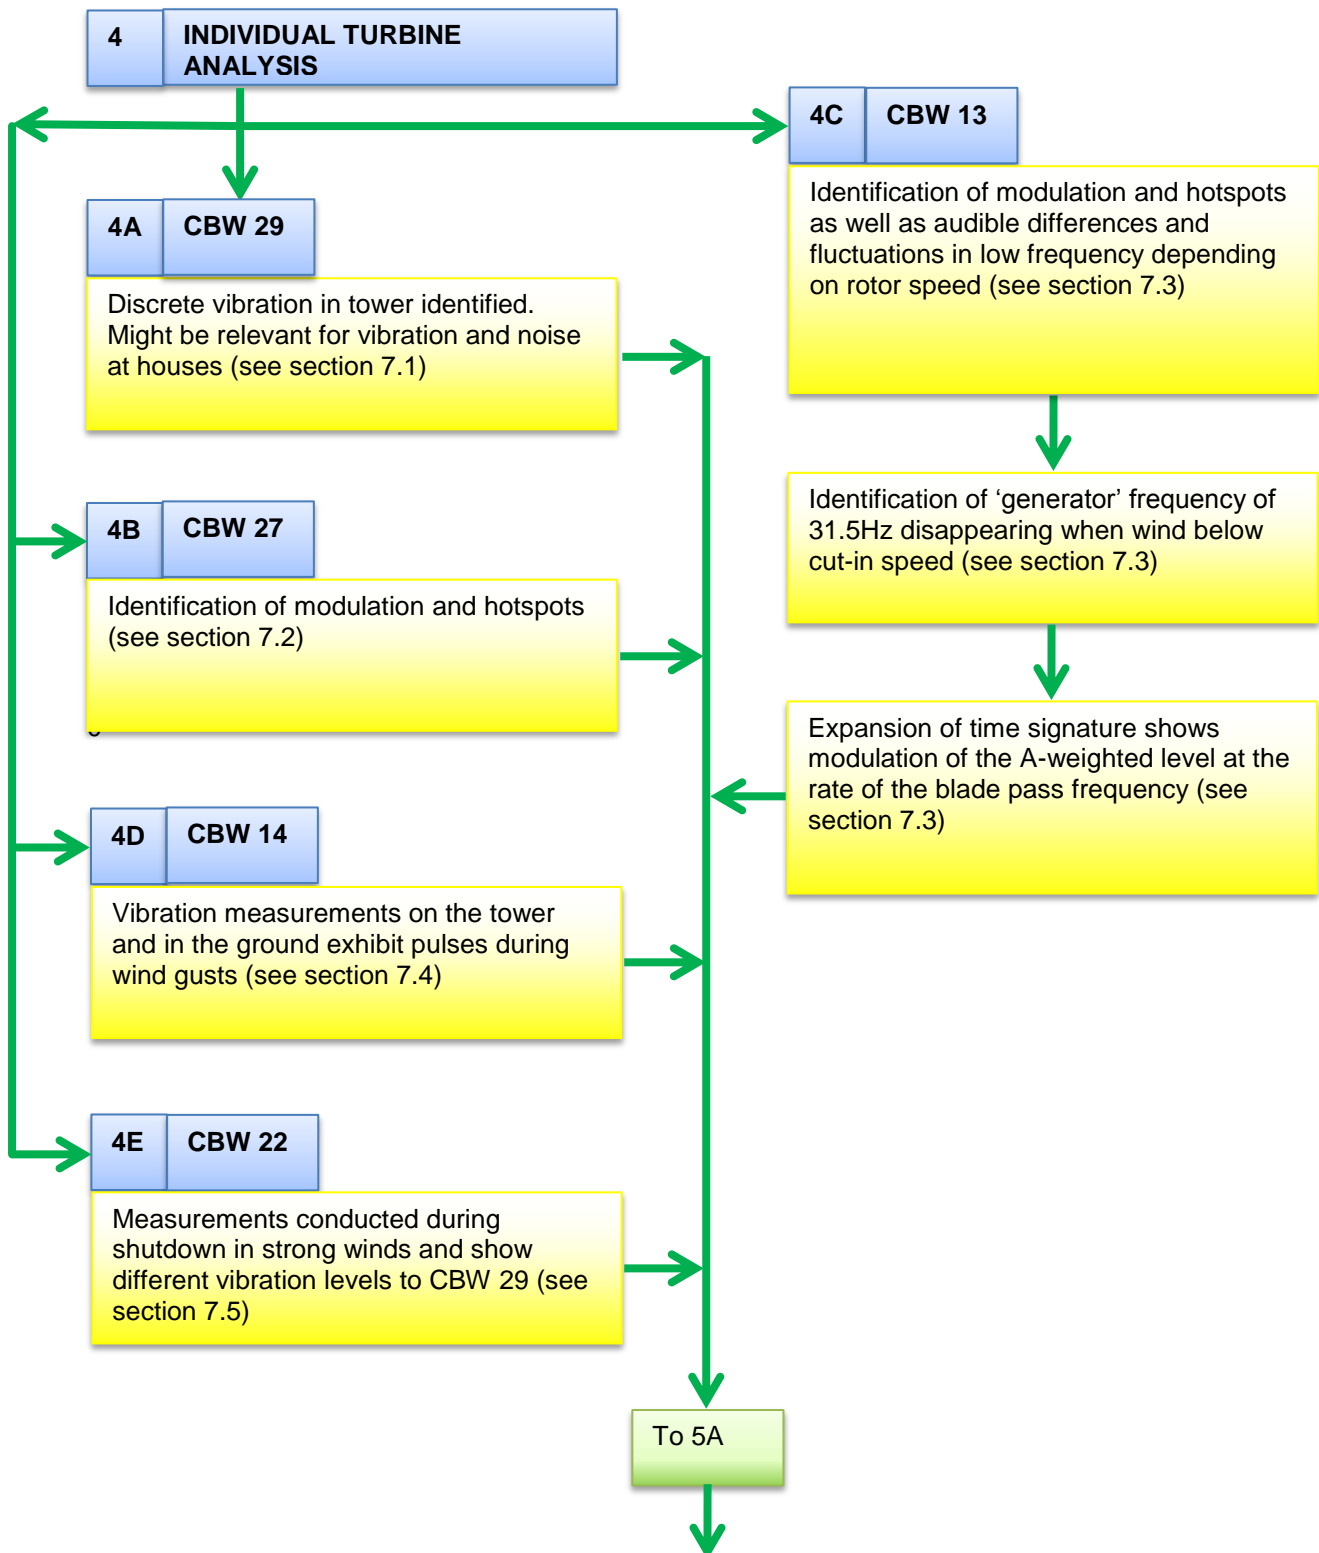 4 INDIVIDUAL TURBINE
ANALYSIS
4A CBW 29
Discrete vibration in tower identified.
Might be relevant for vibration and noise
at houses (see section 7.1)
4B CBW 27
Identification of modulation and hotspots
(see section 7.2)
4C CBW 13
Identification of modulation and hotspots
as well as audible differences and
fluctuations in low frequency depending
on rotor speed (see section 7.3)
Identification of ‘generator’ frequency of
31.5Hz disappearing when wind below
cut-in speed (see section 7.3)
Expansion of time signature shows
modulation of the A-weighted level at the
rate of the blade pass frequency (see
section 7.3)
4D CBW 14
Vibration measurements on the tower
and in the ground exhibit pulses during
wind gusts (see section 7.4)
4E CBW 22
Measurements conducted during
shutdown in strong winds and show
different vibration levels to CBW 29 (see
section 7.5)
To 5A